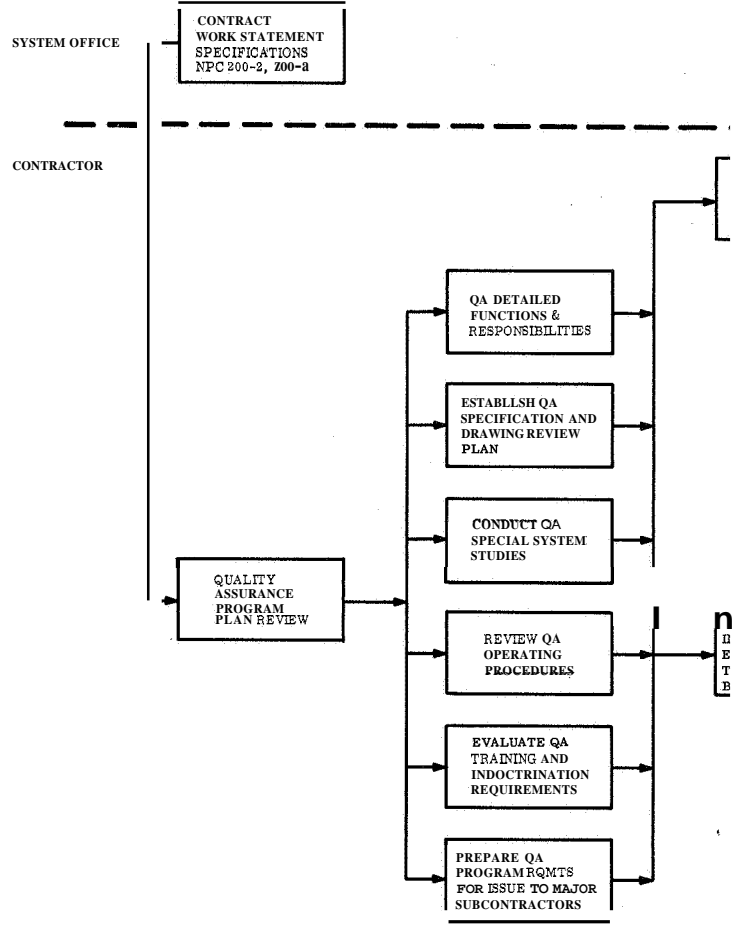 CONTRACT
WORK STATEMENT
SPECIFICATIONS
NPC 200-2, zoo-a
SYSTEM OFFICE
CONTRACTOR
QA DETAILED
FUNCTIONS &
RESPONSIBILITIES
ESTABLLSH QA
SPECIFICATION AND
DRAWING REVIEW
PLAN
CONDUCT QA
SPECIAL SYSTEM
STUDIES
QUALITY
ASSURANCE
PROGRAM
PLAN REVIEW
REVIEW QA
OPERATING
PROCEDURES
EVALUATE QA
TRAINING AND
INDOCTRINATION
REQUIREMENTS
PREPARE QA
PROGRAM RQMTS
FOR ISSUE TO MAJOR
SUBCONTRACTORS